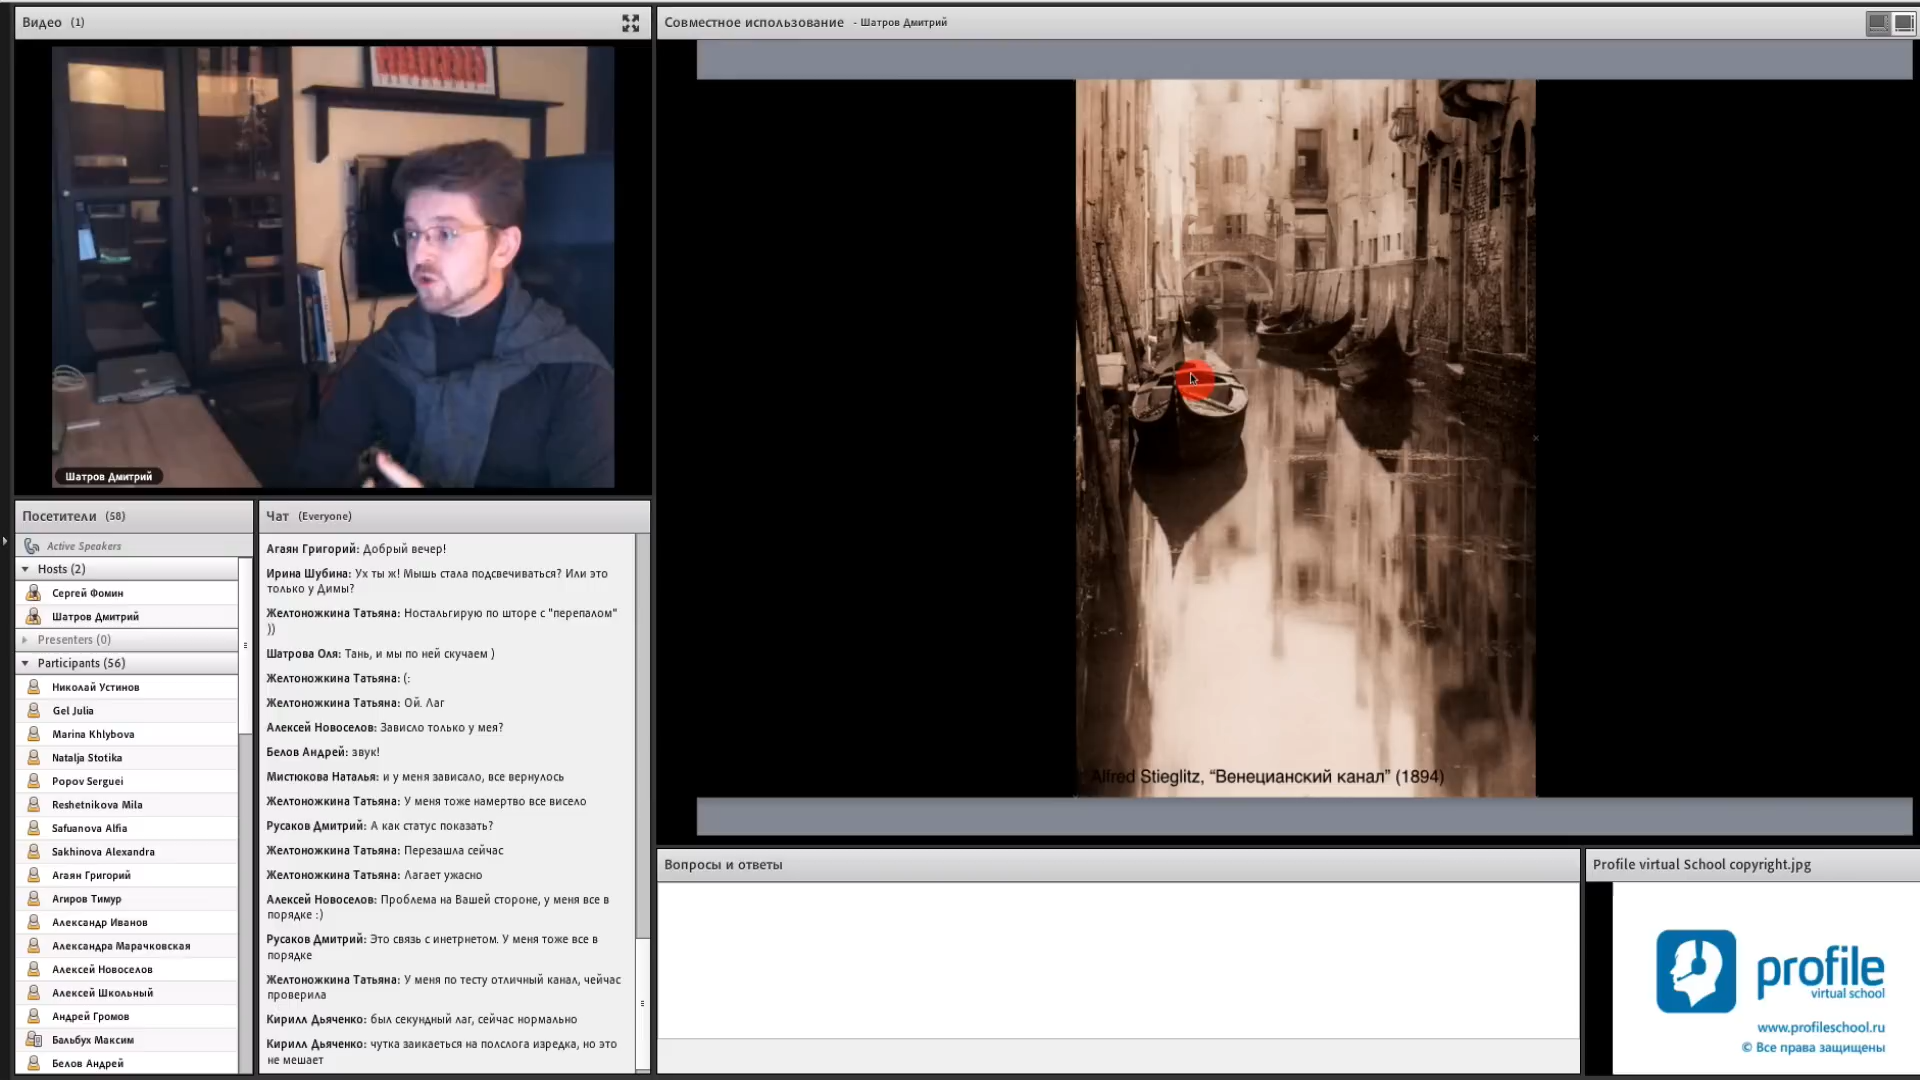 Видео (1)
Шатров Дмитрий
Совместное использование - Шатров Дмитрий
Alfred Stieglitz, “Венецианский канал” (1894)
Посетители (58)
Active Speakers
Hosts (2)
Сергей Фомин
Шатров Дмитрий
Presenters (0)
Participants (56)
Николай Устинов
Gel Julia
Marina Khlybova
Natalja Stotika
Popov Serguei
Reshetnikova Mila
Safuanova Alfia
Sakhinova Alexandra
Агаян Григорий
Агиров Тимур
Александр Иванов
Александра Марачковская
Алексей Новоселов
Алексей Школьный
Андрей Громов
Бальбух Максим
Белов Андрей
Чат (Everyone)
Агаян Григорий: Добрый вечер!
Ирина Шубина: Ух ты ж! Мышь стала подсвечиваться? Или это
только у Димы?
Желтоножкина Татьяна: Ностальгирую по шторе с "перепалом"
))
Шатрова Оля: Тань, и мы по ней скучаем )
Желтоножкина Татьяна: (:
Желтоножкина Татьяна: Ой. Лаг
Алексей Новоселов: Зависло только у мея?
Белов Андрей: звук!
Мистюкова Наталья: и у меня зависало, все вернулось
Желтоножкина Татьяна: У меня тоже намертво все висело
Русаков Дмитрий: А как статус показать?
Желтоножкина Татьяна: Перезашла сейчас
Желтоножкина Татьяна: Лагает ужасно
Алексей Новоселов: Проблема на Вашей стороне, у меня все в
порядке :)
Русаков Дмитрий: Это связь с инетрнетом. У меня тоже все в
порядке
Желтоножкина Татьяна: У меня по тесту отличный канал, чейчас
проверила
Кирилл Дьяченко: был секундный лаг, сейчас нормально
Кирилл Дьяченко: чутка заикаеться на полслога изредка, но это
не мешает
Вопросы и ответы
Profile virtual School copyright.jpg
profile
virtual school
www.profileschool.ru
© Все права защищены